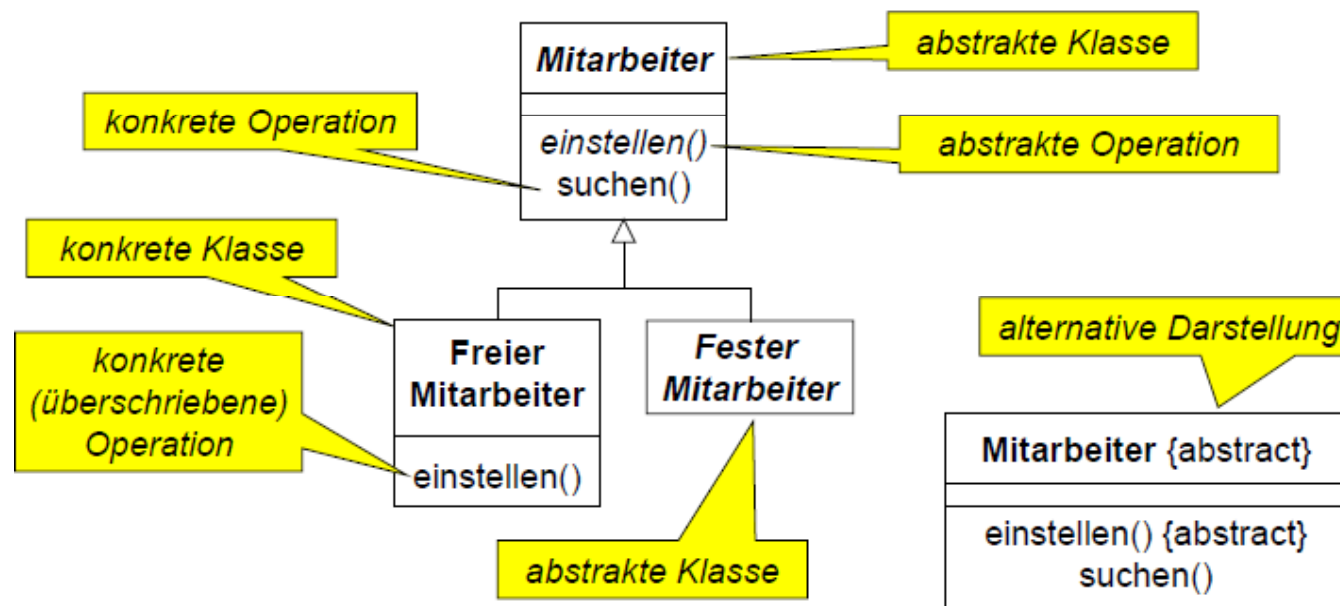 Mitarbeiter
abstrakte Klasse
konkrete Operation
einstellen()
suchen()
abstrakte Operation
konkrete Klasse
konkrete
(überschriebene)
Operation
Freier
Mitarbeiter
einstellen()
Fester
Mitarbeiter
abstrakte Klasse
alternative Darstellung
Mitarbeiter {abstract}
einstellen() {abstract}
suchen()